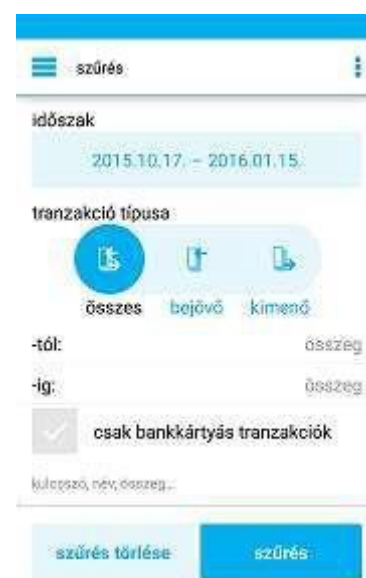 szűrés
időszak
2015.10.17. – 2016.01.15.
tranzakció típusa
összes bejövő kimenő
-tól: összeg
-ig: összeg
csak bankkártyás tranzakciók
kulcsszó, név, összeg...
szűrés törlése szűrés